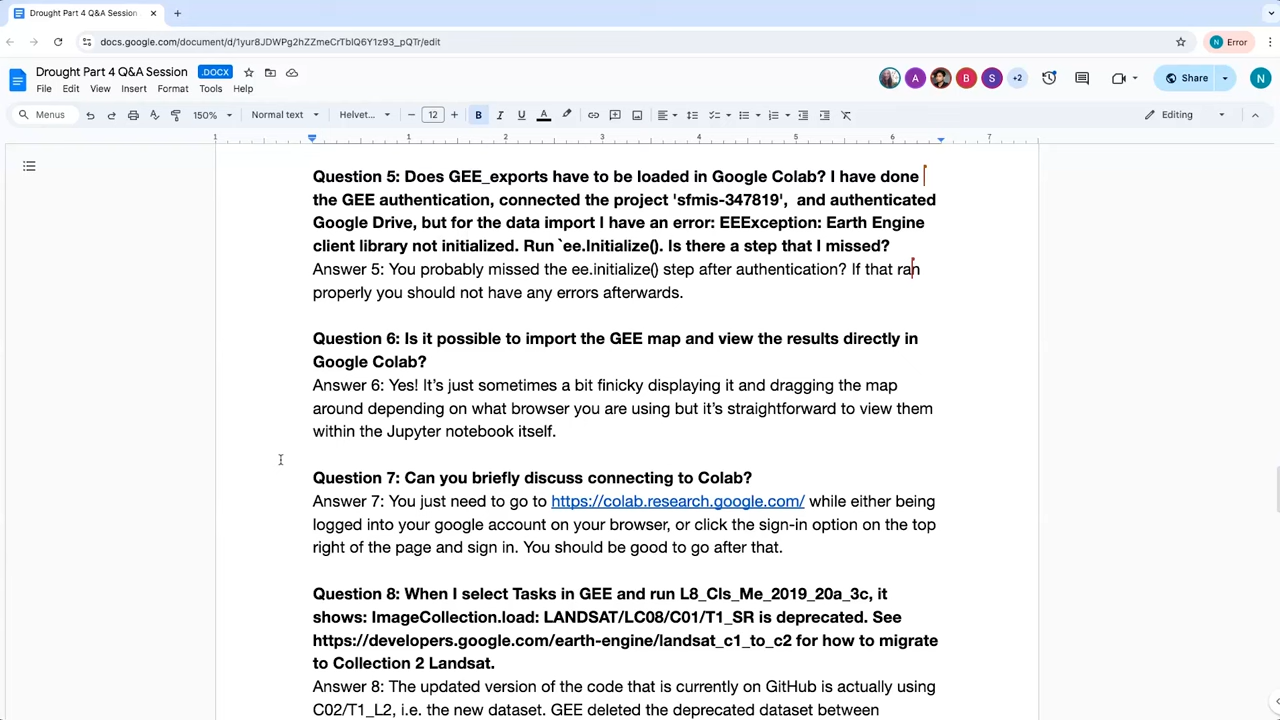 Drought Part 4 Q&A Session
docs.google.com/document/d/1yur8JDWPg2hZZmeCrTbIQ6Y1z93_pQTr/edit
N Error
Drought Part 4 Q&A Session .DOCX
A B S +2 Share N
File Edit View Insert Format Tools Help
Menus 150% Normal text Helvet... 12 B I U A Editing
1 1 2 3 4 5 6 7
Question 5: Does GEE_exports have to be loaded in Google Colab? I have done
the GEE authentication, connected the project 'sfmis-347819', and authenticated
Google Drive, but for the data import I have an error: EEException: Earth Engine
client library not initialized. Run `ee.Initialize(). Is there a step that I missed?
Answer 5: You probably missed the ee.initialize() step after authentication? If that ran
properly you should not have any errors afterwards.
Question 6: Is it possible to import the GEE map and view the results directly in
Google Colab?
Answer 6: Yes! It’s just sometimes a bit finicky displaying it and dragging the map
around depending on what browser you are using but it’s straightforward to view them
within the Jupyter notebook itself.
Question 7: Can you briefly discuss connecting to Colab?
Answer 7: You just need to go to https://colab.research.google.com/ while either being
logged into your google account on your browser, or click the sign-in option on the top
right of the page and sign in. You should be good to go after that.
Question 8: When I select Tasks in GEE and run L8_Cls_Me_2019_20a_3c, it
shows: ImageCollection.load: LANDSAT/LC08/C01/T1_SR is deprecated. See
https://developers.google.com/earth-engine/landsat_c1_to_c2 for how to migrate
to Collection 2 Landsat.
Answer 8: The updated version of the code that is currently on GitHub is actually using
C02/T1_L2, i.e. the new dataset. GEE deleted the deprecated dataset between